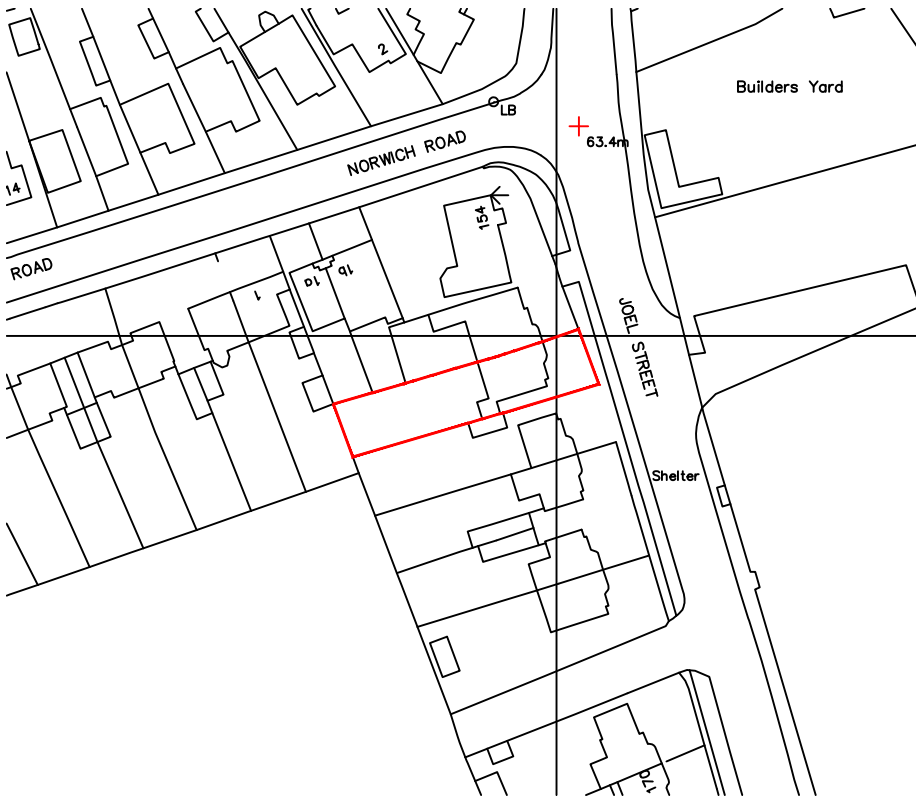 2
LB
Builders Yard
63.4m
NORWICH ROAD
14
154
ROAD
1
1a
1b
JOEL STREET
Shelter
170